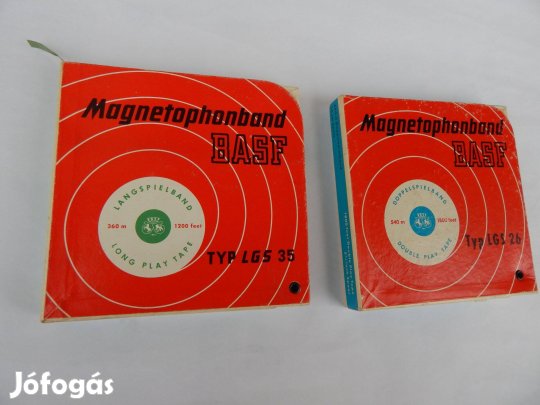 Magnetophonband
BASF
LANGSPIELBAND
360 m 1200 feet
LONG PLAY TAPE
TYP LGS 35
Magnetophonband
BASF
DOPPELSPIELBAND
540 m 1800 feet
DOUBLE PLAY TAPE
Typ LGS 26
Jófogás